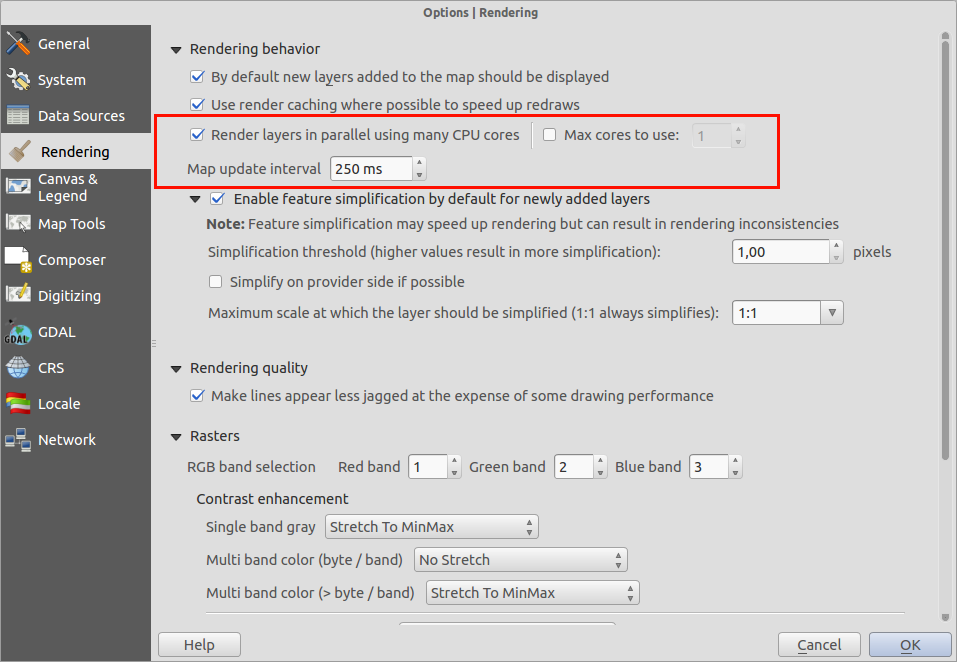 Options | Rendering
General
System
Data Sources
Rendering
Canvas &
Legend
Map Tools
Composer
Digitizing
GDAL
GDAL
CRS
Locale
Network
Rendering behavior
By default new layers added to the map should be displayed
Use render caching where possible to speed up redraws
Render layers in parallel using many CPU cores Max cores to use: 1
Map update interval 250 ms
Enable feature simplification by default for newly added layers
Note: Feature simplification may speed up rendering but can result in rendering inconsistencies
Simplification threshold (higher values result in more simplification): 1,00 pixels
Simplify on provider side if possible
Maximum scale at which the layer should be simplified (1:1 always simplifies): 1:1
Rendering quality
Make lines appear less jagged at the expense of some drawing performance
Rasters
RGB band selection Red band 1 Green band 2 Blue band 3
Contrast enhancement
Single band gray Stretch To MinMax
Multi band color (byte / band) No Stretch
Multi band color (> byte / band) Stretch To MinMax
Help Cancel OK